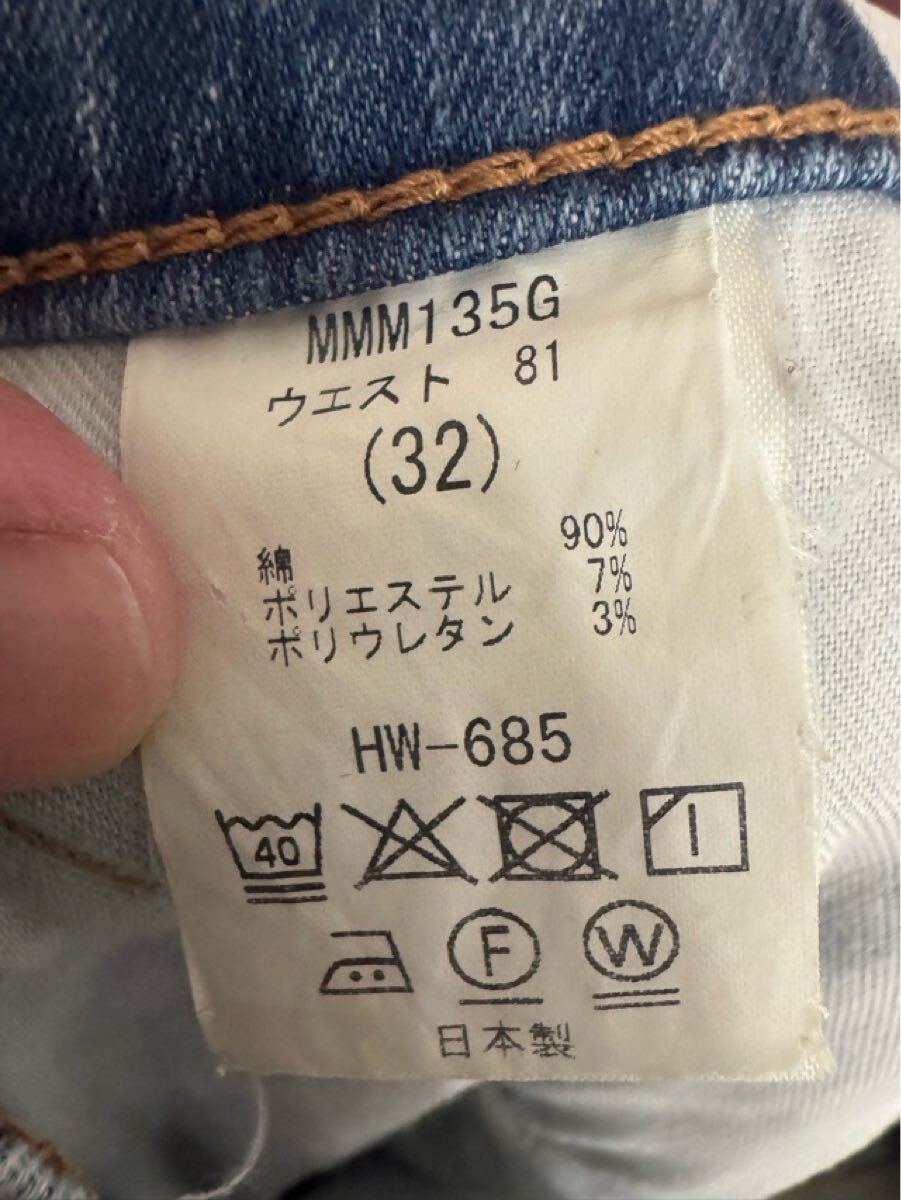 MMM135G
ウエスト 81
(32)
綿 90%
ポリエステル 7%
ポリウレタン 3%
HW-685
40
F W
日本製